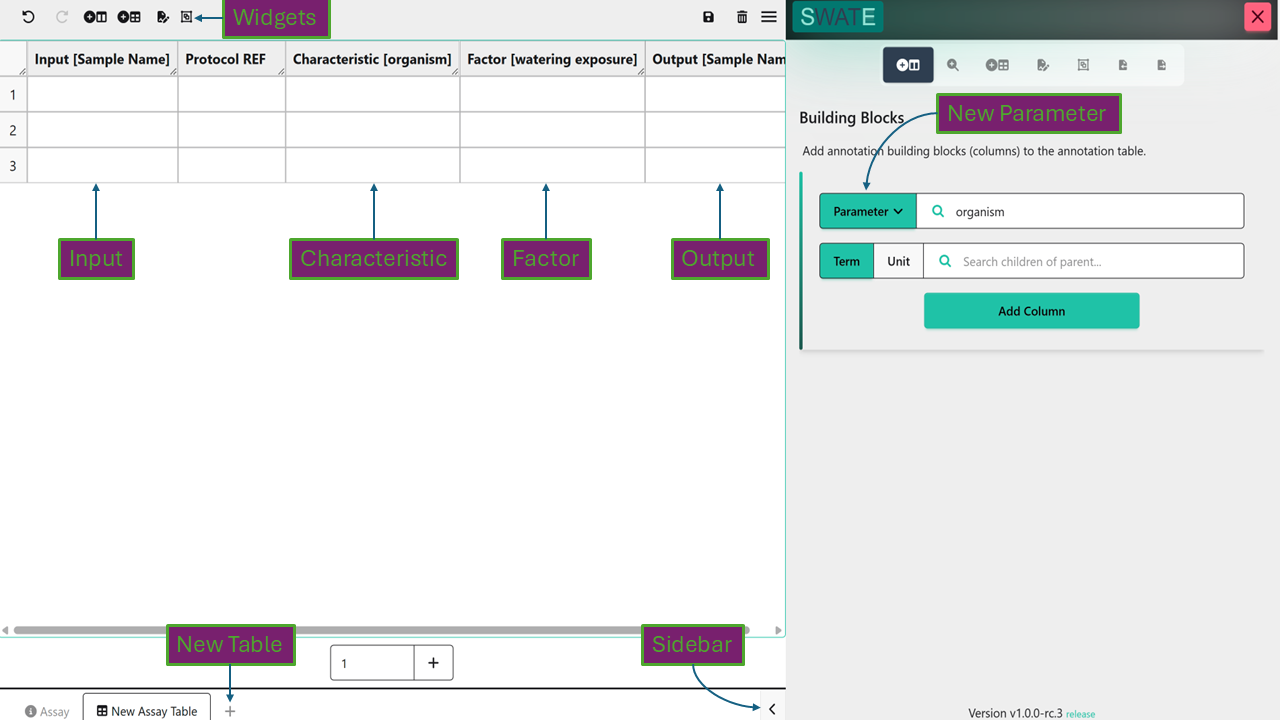 Widgets
SWATE
Input [Sample Name]
Protocol REF
Characteristic [organism]
Factor [watering exposure]
Output [Sample Nam
1
2
3
Input
Characteristic
Factor
Output
New Parameter
Building Blocks
Add annotation building blocks (columns) to the annotation table.
Parameter
organism
Term
Unit
Search children of parent...
Add Column
New Table
Sidebar
1
+
Assay
New Assay Table
+
Version v1.0.0-rc.3 release